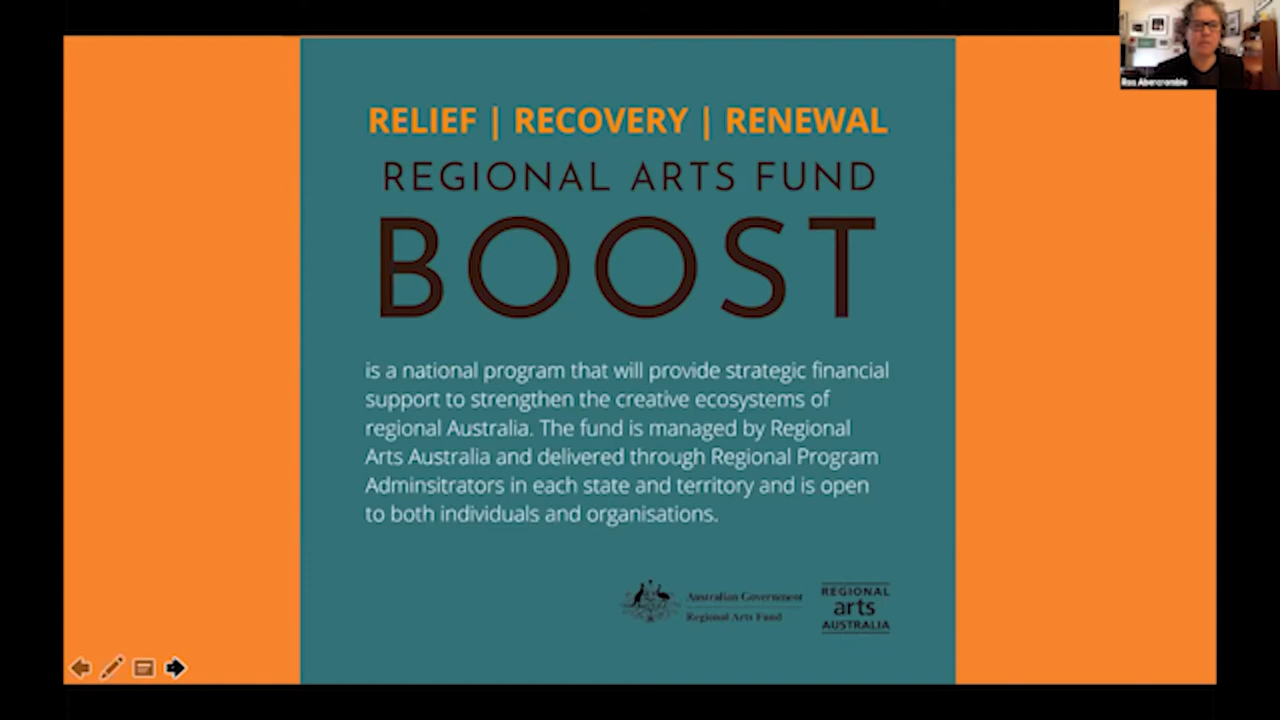 Ros Abercrombie
RELIEF | RECOVERY | RENEWAL
REGIONAL ARTS FUND
BOOST
is a national program that will provide strategic financial
support to strengthen the creative ecosystems of
regional Australia. The fund is managed by Regional
Arts Australia and delivered through Regional Program
Adminsitrators in each state and territory and is open
to both individuals and organisations.
Australian Government
Regional Arts Fund
REGIONAL
arts
AUSTRALIA